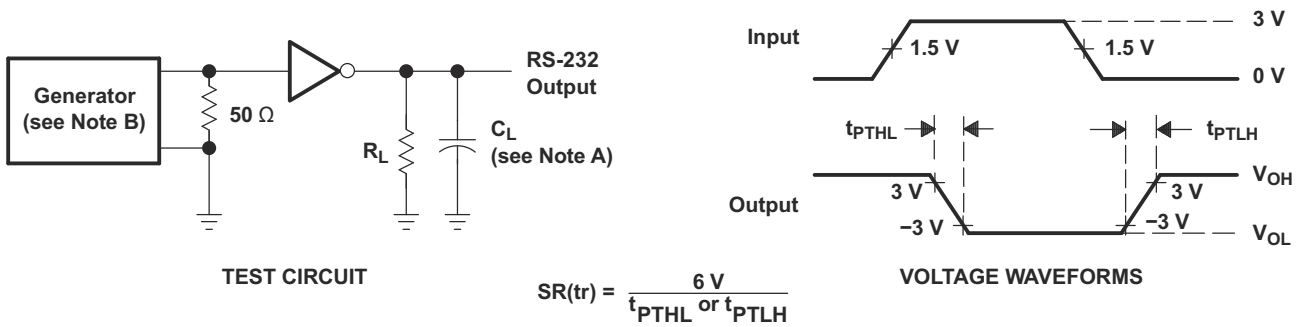 Generator
(see Note B)
50 Ω
RS-232
Output
RL
CL
(see Note A)
TEST CIRCUIT
Input
3 V
1.5 V
1.5 V
0 V
tPTHL
tPTLH
Output
3 V
3 V
VOH
−3 V
−3 V
VOL
VOLTAGE WAVEFORMS
SR(tr) = 6 V
tPTHL or tPTLH